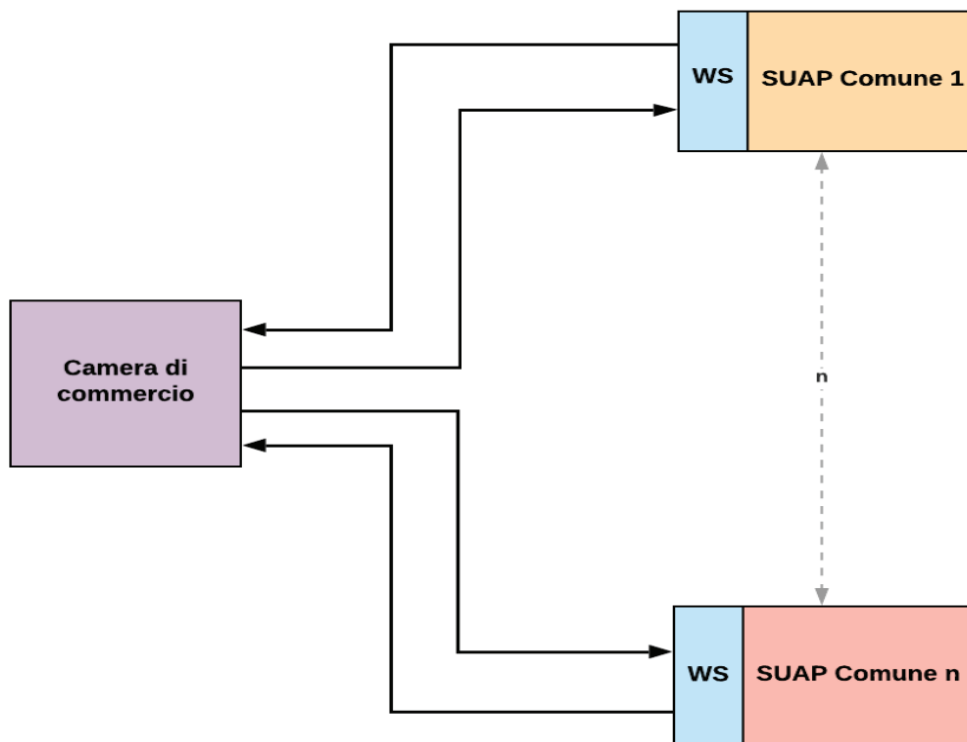 WS
SUAP Comune 1
Camera di
commercio
n
WS
SUAP Comune n